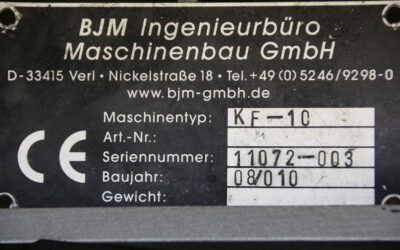 BJM Ingenieurbüro
Maschinenbau GmbH
D-33415 Verl • Nickelstraße 18 • Tel.+49 (0) 5246/9298-0
www.bjm-gmbh.de
Maschinentyp: KF-10
Art.-Nr.:
CE Seriennummer: 11072-003
Baujahr: 08/010
Gewicht: